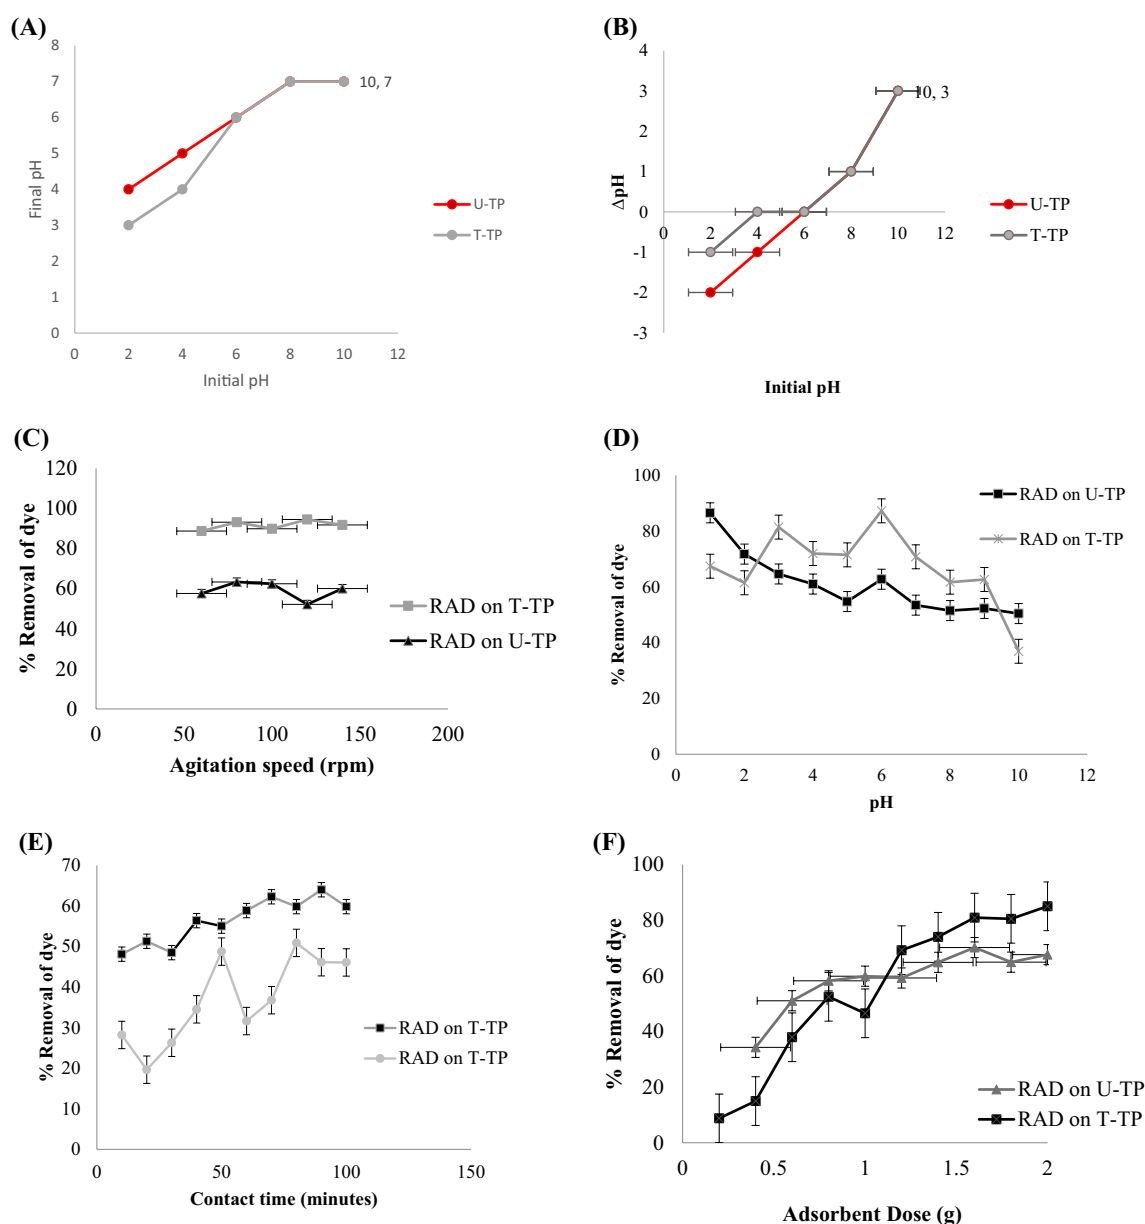 (A)
8
7
6
5
4
3
2
1
0
0 2 4 6 8 10 12
Final pH
Initial pH
10, 7
U-TP
T-TP
(B)
4
3
2
1
0
-1
-2
-3
0 2 4 6 8 10 12
ΔpH
Initial pH
10, 3
U-TP
T-TP
(C)
120
100
80
60
40
20
0
0 50 100 150 200
% Removal of dye
Agitation speed (rpm)
RAD on T-TP
RAD on U-TP
(D)
100
80
60
40
20
0
0 2 4 6 8 10 12
% Removal of dye
pH
RAD on U-TP
RAD on T-TP
(E)
70
60
50
40
30
20
10
0
0 50 100 150
% Removal of dye
Contact time (minutes)
RAD on T-TP
RAD on T-TP
(F)
100
80
60
40
20
0
0 0.5 1 1.5 2
% Removal of dye
Adsorbent Dose (g)
RAD on U-TP
RAD on T-TP